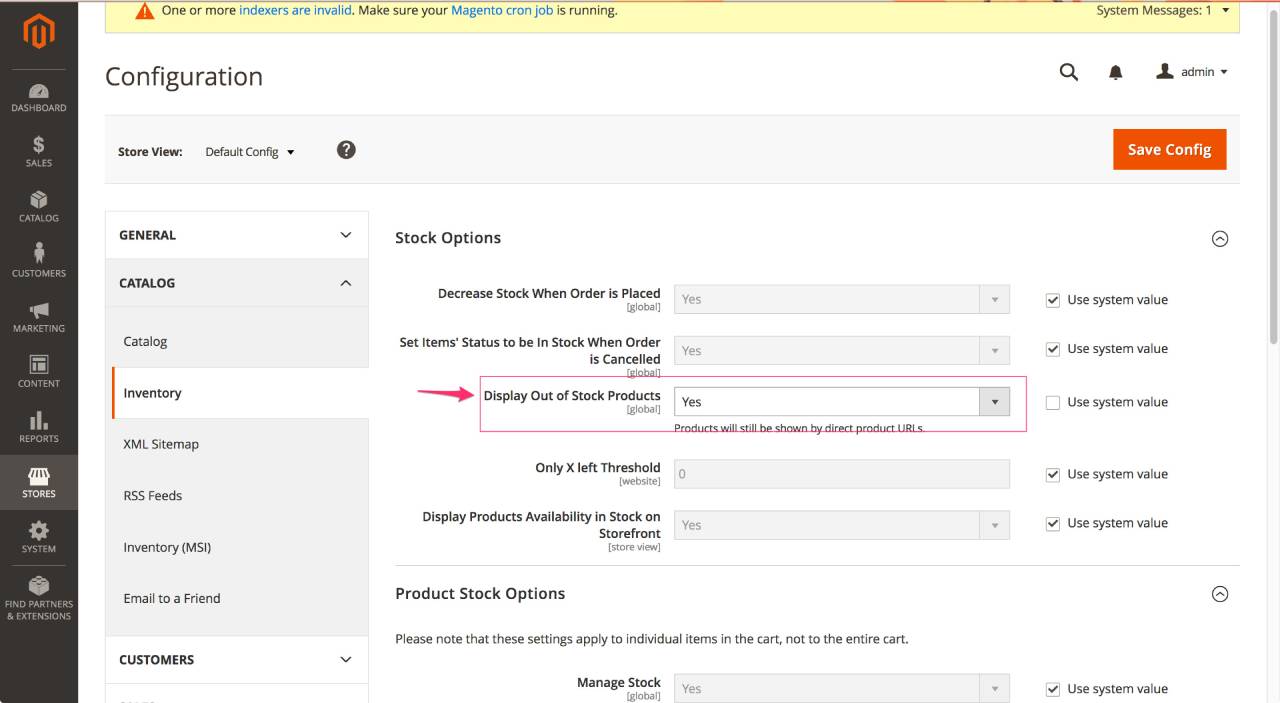 One or more indexers are invalid. Make sure your Magento cron job is running.
System Messages: 1
Configuration
admin
Store View:
Default Config
?
Save Config
DASHBOARD
$
SALES
CATALOG
CUSTOMERS
MARKETING
CONTENT
REPORTS
STORES
SYSTEM
FIND PARTNERS
& EXTENSIONS
GENERAL
CATALOG
Catalog
Inventory
XML Sitemap
RSS Feeds
Inventory (MSI)
Email to a Friend
CUSTOMERS
Stock Options
Decrease Stock When Order is Placed
[global]
Yes
Use system value
Set Items' Status to be In Stock When Order
is Cancelled
[global]
Yes
Use system value
Display Out of Stock Products
[global]
Yes
Use system value
Products will still be shown by direct product URLs.
Only X left Threshold
[website]
0
Use system value
Display Products Availability in Stock on
Storefront
[store view]
Yes
Use system value
Product Stock Options
Please note that these settings apply to individual items in the cart, not to the entire cart.
Manage Stock
[global]
Yes
Use system value